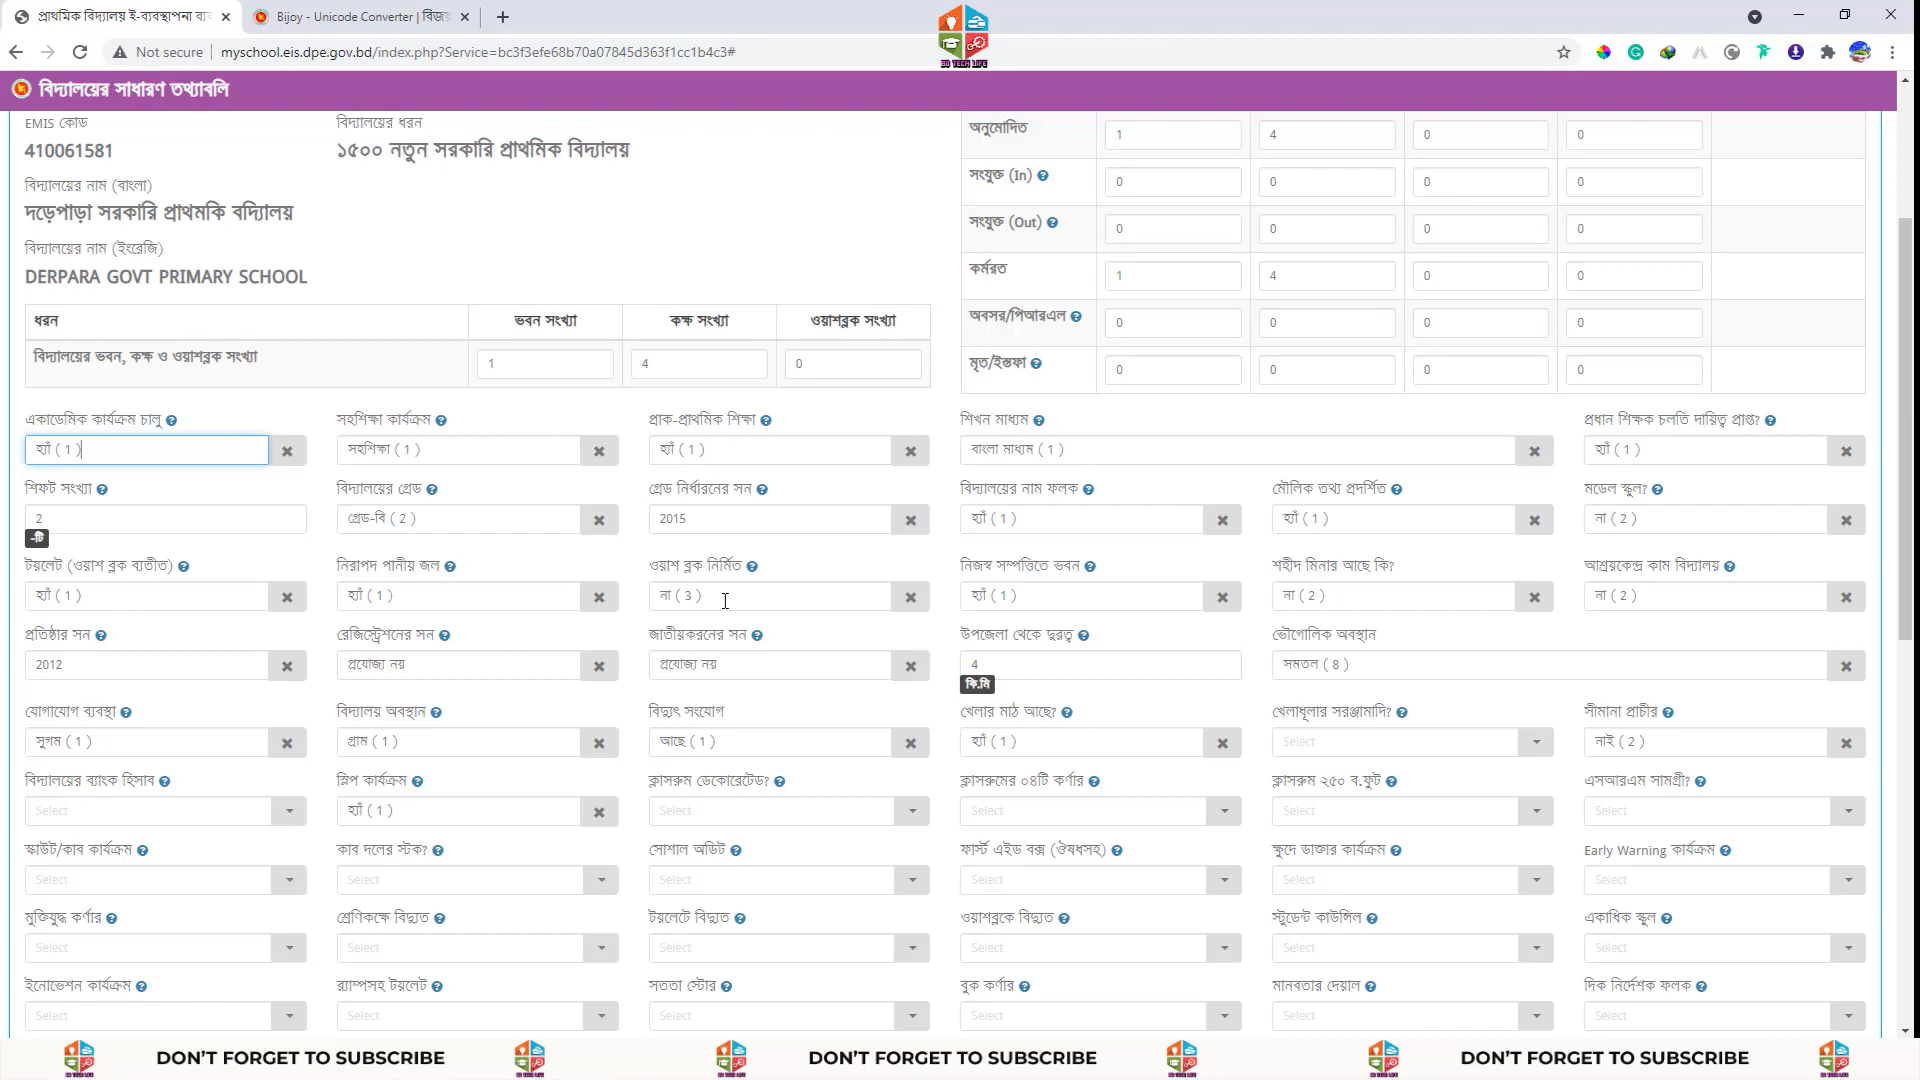 প্রাথমিক বিদ্যালয় ই-ব্যবস্থাপনা ব্য
Bijoy - Unicode Converter | বিজয়
Not secure
myschool.eis.dpe.gov.bd/index.php?Service=bc3f3efe68b70a07845d363f1cc1b4c3#
BD TECH LIFE
বিদ্যালয়ের সাধারণ তথ্যাবলি
EMIS কোড বিদ্যালয়ের ধরন
410061581 ১৫০০ নতুন সরকারি প্রাথমিক বিদ্যালয়
বিদ্যালয়ের নাম (বাংলা)
দড়েপাড়া সরকারি প্রাথমকি বদ্যিালয়
বিদ্যালয়ের নাম (ইংরেজি)
DERPARA GOVT PRIMARY SCHOOL
ধরন ভবন সংখ্যা কক্ষ সংখ্যা ওয়াশব্লক সংখ্যা
বিদ্যালয়ের ভবন, কক্ষ ও ওয়াশব্লক সংখ্যা 1 4 0
অনুমোদিত 1 4 0 0
সংযুক্ত (In) 0 0 0 0
সংযুক্ত (Out) 0 0 0 0
কর্মরত 1 4 0 0
অবসর/পিআরএল 0 0 0 0
মৃত/ইস্তফা 0 0 0 0
একাডেমিক কার্যক্রম চালু সহশিক্ষা কার্যক্রম প্রাক-প্রাথমিক শিক্ষা শিখন মাধ্যম প্রধান শিক্ষক চলতি দায়িত্ব প্রাপ্ত?
হ্যাঁ ( 1 ) সহশিক্ষা ( 1 ) হ্যাঁ ( 1 ) বাংলা মাধ্যম ( 1 ) হ্যাঁ ( 1 )
শিফট সংখ্যা বিদ্যালয়ের গ্রেড গ্রেড নির্ধারনের সন বিদ্যালয়ের নাম ফলক মৌলিক তথ্য প্রদর্শিত মডেল স্কুল?
2 গ্রেড-বি ( 2 ) 2015 হ্যাঁ ( 1 ) হ্যাঁ ( 1 ) না ( 2 )
-টি
টয়লেট (ওয়াশ ব্লক ব্যতীত) নিরাপদ পানীয় জল ওয়াশ ব্লক নির্মিত নিজস্ব সম্পত্তিতে ভবন শহীদ মিনার আছে কি? আশ্রয়কেন্দ্র কাম বিদ্যালয়
হ্যাঁ ( 1 ) হ্যাঁ ( 1 ) না ( 3 ) হ্যাঁ ( 1 ) না ( 2 ) না ( 2 )
প্রতিষ্ঠার সন রেজিস্ট্রেশনের সন জাতীয়করনের সন উপজেলা থেকে দুরত্ব ভৌগোলিক অবস্থান
2012 প্রযোজ্য নয় প্রযোজ্য নয় 4 সমতল ( 8 )
কি.মি
যোগাযোগ ব্যবস্থা বিদ্যালয় অবস্থান বিদ্যুৎ সংযোগ খেলার মাঠ আছে? খেলাধূলার সরঞ্জামাদি? সীমানা প্রাচীর
সুগম ( 1 ) গ্রাম ( 1 ) আছে ( 1 ) হ্যাঁ ( 1 ) Select নাই ( 2 )
বিদ্যালয়ের ব্যাংক হিসাব স্লিপ কার্যক্রম ক্লাসরুম ডেকোরেটেড? ক্লাসরুমের ০৪টি কর্ণার ক্লাসরুম ২৫০ ব.ফুট এসআরএম সামগ্রী?
Select হ্যাঁ ( 1 ) Select Select Select Select
স্কাউট/কাব কার্যক্রম কাব দলের স্টক? সোশাল অডিট ফার্স্ট এইড বক্স (ঔষধসহ) ক্ষুদে ডাক্তার কার্যক্রম Early Warning কার্যক্রম
Select Select Select Select Select Select
মুক্তিযুদ্ধ কর্ণার শ্রেণিকক্ষে বিদ্যুত টয়লেটে বিদ্যুত ওয়াশব্লকে বিদ্যুত স্টুডেন্ট কাউন্সিল একাধিক স্কুল
Select Select Select Select Select Select
ইনোভেশন কার্যক্রম র‍্যাম্পসহ টয়লেট সততা স্টোর বুক কর্ণার মানবতার দেয়াল দিক নির্দেশক ফলক
Select Select Select Select Select Select
DON'T FORGET TO SUBSCRIBE DON'T FORGET TO SUBSCRIBE DON'T FORGET TO SUBSCRIBE